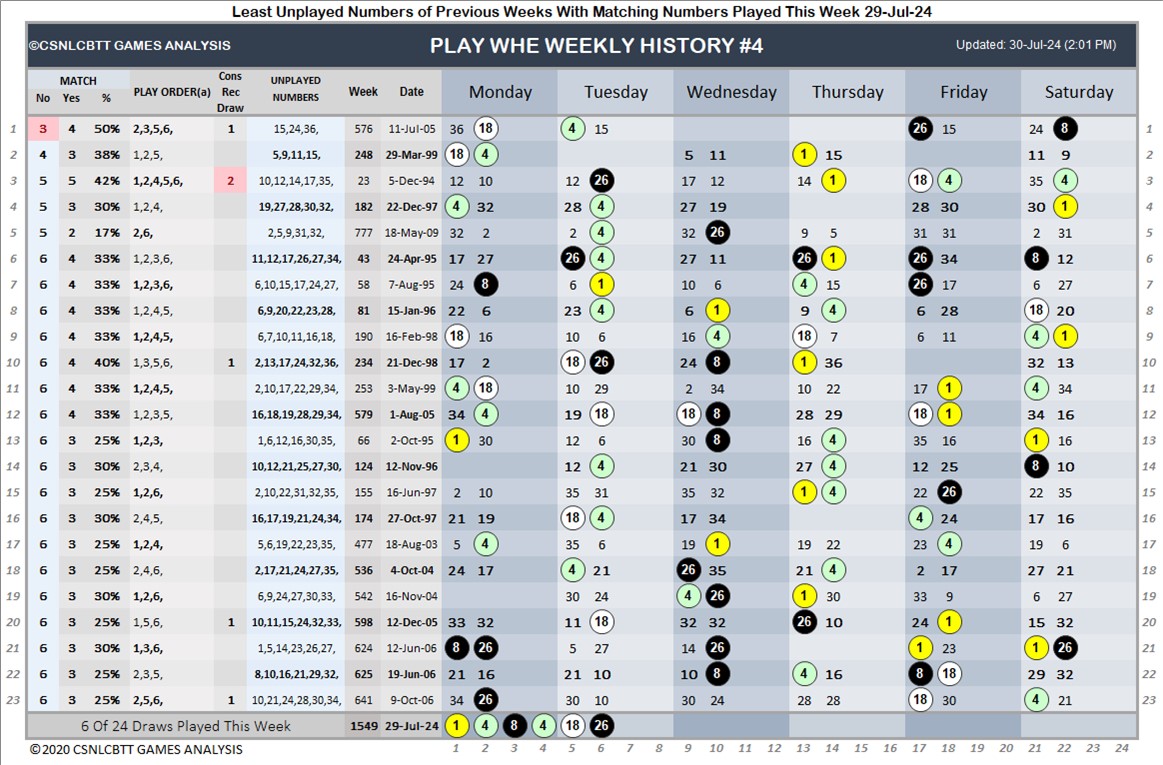 Least Unplayed Numbers of Previous Weeks With Matching Numbers Played This Week 29-Jul-24
©CSNLCBTT GAMES ANALYSIS PLAY WHE WEEKLY HISTORY #4 Updated: 30-Jul-24 (2:01 PM)
MATCH Cons UNPLAYED
No Yes % PLAY ORDER(a) Rec NUMBERS Week Date Monday Tuesday Wednesday Thursday Friday Saturday
Draw
1 3 4 50% 2,3,5,6, 1 15,24,36, 576 11-Jul-05 36 18 4 15 26 15 24 8 1
2 4 3 38% 1,2,5, 5,9,11,15, 248 29-Mar-99 18 4 5 11 1 15 11 9 2
3 5 5 42% 1,2,4,5,6, 2 10,12,14,17,35, 23 5-Dec-94 12 10 12 26 17 12 14 1 18 4 35 4 3
4 5 3 30% 1,2,4, 19,27,28,30,32, 182 22-Dec-97 4 32 28 4 27 19 28 30 30 1 4
5 5 2 17% 2,6, 2,5,9,31,32, 777 18-May-09 32 2 2 4 32 26 9 5 31 31 2 31 5
6 6 4 33% 1,2,3,6, 11,12,17,26,27,34, 43 24-Apr-95 17 27 26 4 27 11 26 1 26 34 8 12 6
7 6 4 33% 1,2,3,6, 6,10,15,17,24,27, 58 7-Aug-95 24 8 6 1 10 6 4 15 26 17 6 27 7
8 6 4 33% 1,2,4,5, 6,9,20,22,23,28, 81 15-Jan-96 22 6 23 4 6 1 9 4 6 28 18 20 8
9 6 4 33% 1,2,4,5, 6,7,10,11,16,18, 190 16-Feb-98 18 16 10 6 16 4 18 7 6 11 4 1 9
10 6 4 40% 1,3,5,6, 1 2,13,17,24,32,36, 234 21-Dec-98 17 2 18 26 24 8 1 36 32 13 10
11 6 4 33% 1,2,4,5, 2,10,17,22,29,34, 253 3-May-99 4 18 10 29 2 34 10 22 17 1 4 34 11
12 6 4 33% 1,2,3,5, 16,18,19,28,29,34, 579 1-Aug-05 34 4 19 18 18 8 28 29 18 1 34 16 12
13 6 3 25% 1,2,3, 1,6,12,16,30,35, 66 2-Oct-95 1 30 12 6 30 8 16 4 35 16 1 16 13
14 6 3 30% 2,3,4, 10,12,21,25,27,30, 124 12-Nov-96 12 4 21 30 27 4 12 25 8 10 14
15 6 3 25% 1,2,6, 2,10,22,31,32,35, 155 16-Jun-97 2 10 35 31 35 32 1 4 22 26 22 35 15
16 6 3 30% 2,4,5, 16,17,19,21,24,34, 174 27-Oct-97 21 19 18 4 17 34 4 24 17 16 16
17 6 3 25% 1,2,4, 5,6,19,22,23,35, 477 18-Aug-03 5 4 35 6 19 1 19 22 23 4 19 6 17
18 6 3 25% 2,4,6, 2,17,21,24,27,35, 536 4-Oct-04 24 17 4 21 26 35 21 4 2 17 27 21 18
19 6 3 30% 1,2,6, 6,9,24,27,30,33, 542 16-Nov-04 30 24 4 26 1 30 33 9 6 27 19
20 6 3 25% 1,5,6, 1 10,11,15,24,32,33, 598 12-Dec-05 33 32 11 18 32 32 26 10 24 1 15 32 20
21 6 3 30% 1,3,6, 1,5,14,23,26,27, 624 12-Jun-06 8 26 5 27 14 26 1 23 1 26 21
22 6 3 25% 2,3,5, 8,10,16,21,29,32, 625 19-Jun-06 21 16 21 10 10 8 4 16 8 18 29 32 22
23 6 3 25% 2,5,6, 1 10,21,24,28,30,34, 641 9-Oct-06 34 26 30 10 30 24 28 28 18 30 4 21 23
6 Of 24 Draws Played This Week 1549 29-Jul-24 1 4 8 4 18 26
© 2020 CSNLCBTT GAMES ANALYSIS 1 2 3 4 5 6 7 8 9 10 11 12 13 14 15 16 17 18 19 20 21 22 23 24